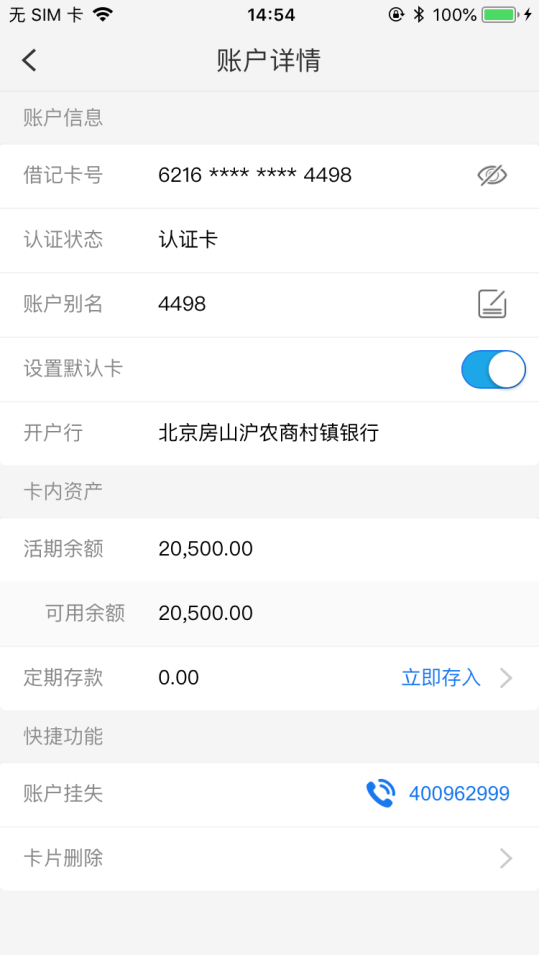 无 SIM 卡 14:54 100%
账户详情
账户信息
借记卡号 6216 **** **** 4498
认证状态 认证卡
账户别名 4498
设置默认卡
开户行 北京房山沪农商村镇银行
卡内资产
活期余额 20,500.00
可用余额 20,500.00
定期存款 0.00 立即存入
快捷功能
账户挂失 400962999
卡片删除